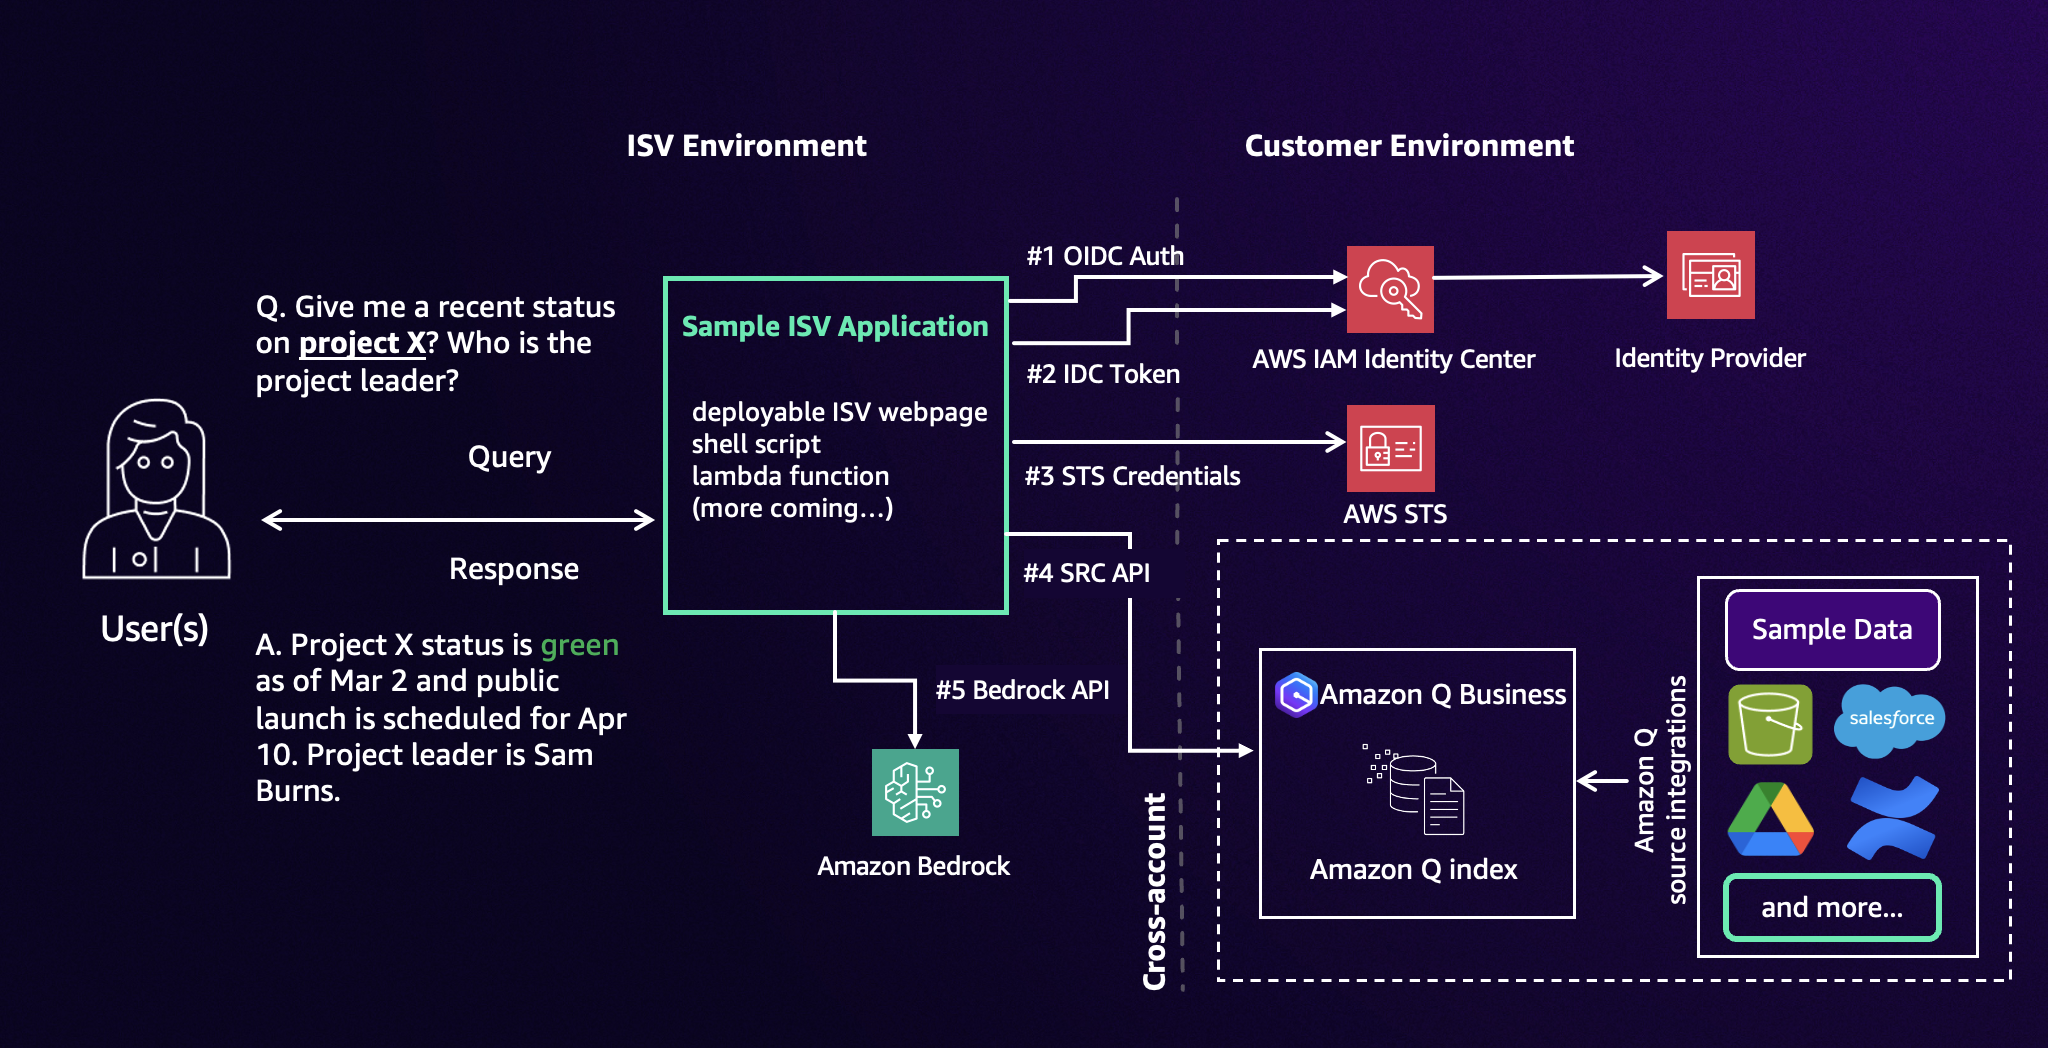 ISV Environment
Customer Environment
Q. Give me a recent status
on project X? Who is the
project leader?
Query
Response
User(s)
A. Project X status is green
as of Mar 2 and public
launch is scheduled for Apr
10. Project leader is Sam
Burns.
Sample ISV Application
deployable ISV webpage
shell script
lambda function
(more coming...)
#1 OIDC Auth
#2 IDC Token
#3 STS Credentials
#4 SRC API
#5 Bedrock API
Amazon Bedrock
AWS IAM Identity Center
Identity Provider
AWS STS
Cross-account
Amazon Q Business
Amazon Q index
Amazon Q
source integrations
Sample Data
salesforce
and more...